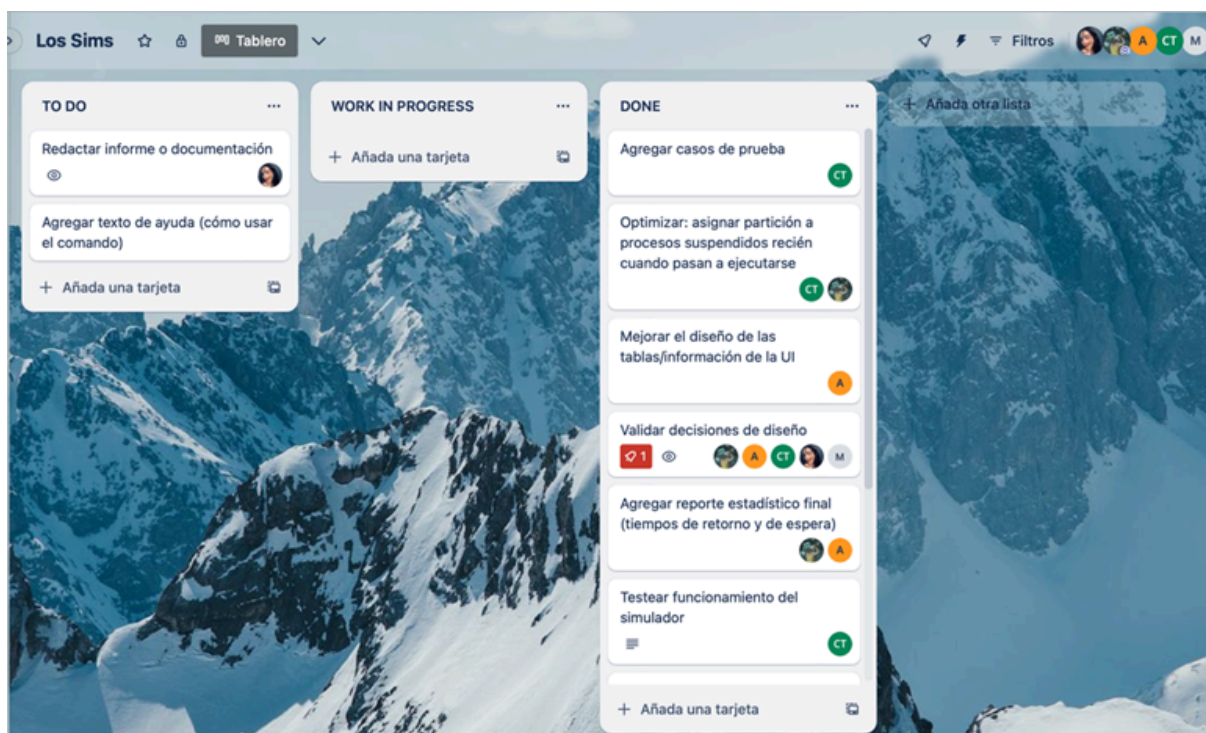 Los Sims
Tablero
Filtros
A
CT
M
TO DO
Redactar informe o documentación
Agregar texto de ayuda (cómo usar
el comando)
+ Añada una tarjeta
WORK IN PROGRESS
+ Añada una tarjeta
DONE
Agregar casos de prueba
CT
Optimizar: asignar partición a
procesos suspendidos recién
cuando pasan a ejecutarse
CT
Mejorar el diseño de las
tablas/información de la UI
A
Validar decisiones de diseño
1
A
CT
M
Agregar reporte estadístico final
(tiempos de retorno y de espera)
A
Testear funcionamiento del
simulador
CT
+ Añada una tarjeta
+ Añada otra lista